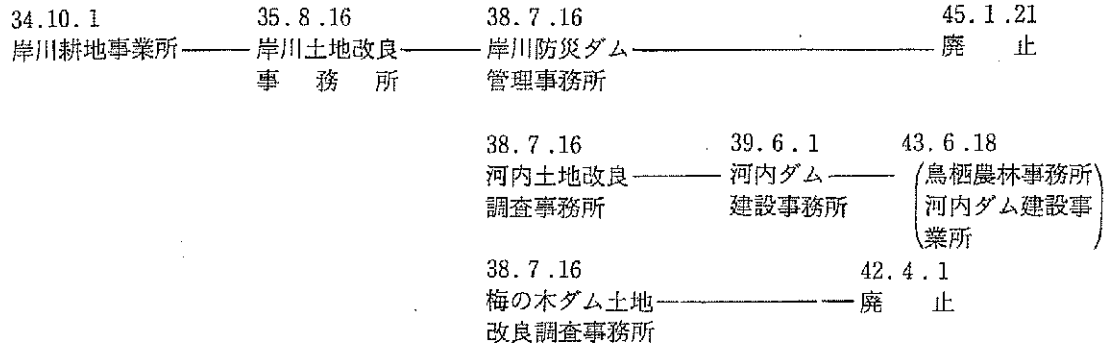 34.10.1 35.8.16 38.7.16 45.1.21
岸川耕地事業所 岸川土地改良 岸川防災ダム 廃止
事務所 管理事務所
38.7.16 39.6.1 43.6.18
河内土地改良 河内ダム (鳥栖農林事務所)
調査事務所 建設事務所 河内ダム建設事
業所
38.7.16 42.4.1
梅の木ダム土地 廃止
改良調査事務所